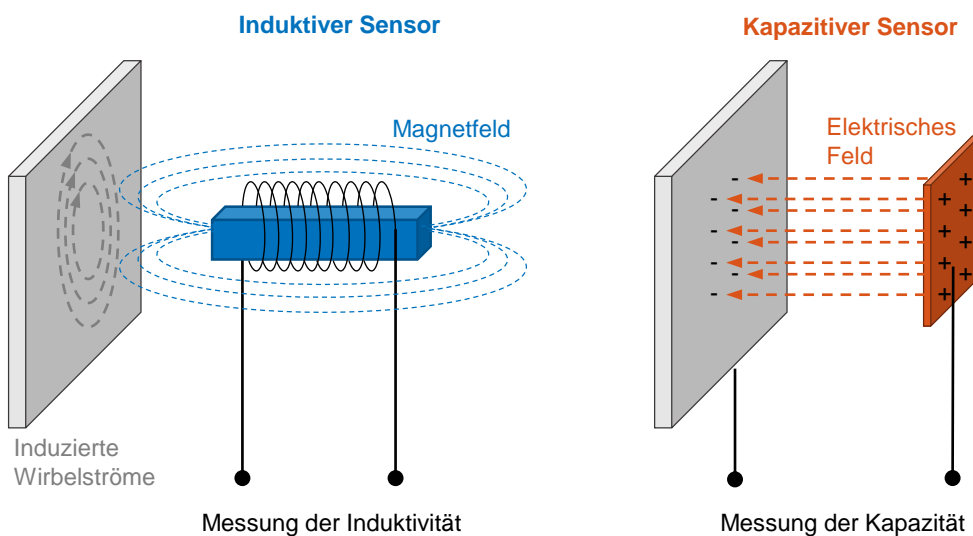 Induktiver Sensor
Magnetfeld
Induzierte
Wirbelströme
Messung der Induktivität
Kapazitiver Sensor
Elektrisches
Feld
- + 
- +
- +
- +
- +
- +
- +
- +
Messung der Kapazität